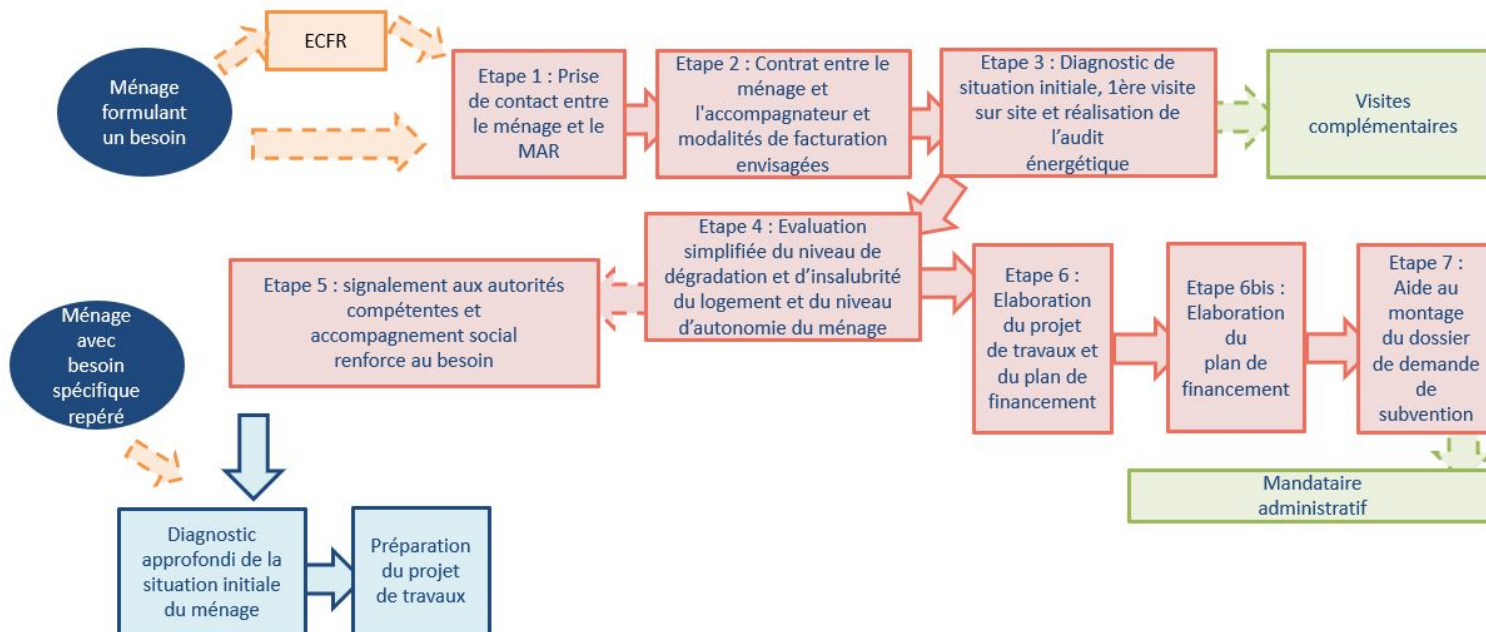 ECFR
Ménage
formulant
un besoin
Etape 1 : Prise
de contact entre
le ménage et le
MAR
Etape 2 : Contrat entre le
ménage et
l'accompagnateur et
modalités de facturation
envisagées
Etape 3 : Diagnostic de
situation initiale, 1ère visite
sur site et réalisation de
l’audit
énergétique
Visites
complémentaires
Etape 4 : Evaluation
simplifiée du niveau de
dégradation et d’insalubrité
du logement et du niveau
d’autonomie du ménage
Etape 5 : signalement aux autorités
compétentes et
accompagnement social
renforce au besoin
Etape 6 :
Elaboration
du projet
de travaux et
du plan de
financement
Etape 6bis :
Elaboration
du
plan de
financement
Etape 7 :
Aide au
montage
du dossier
de demande
de
subvention
Ménage
avec
besoin
spécifique
repéré
Mandataire
administratif
Diagnostic
approfondi de la
situation initiale
du ménage
Préparation
du projet
de travaux